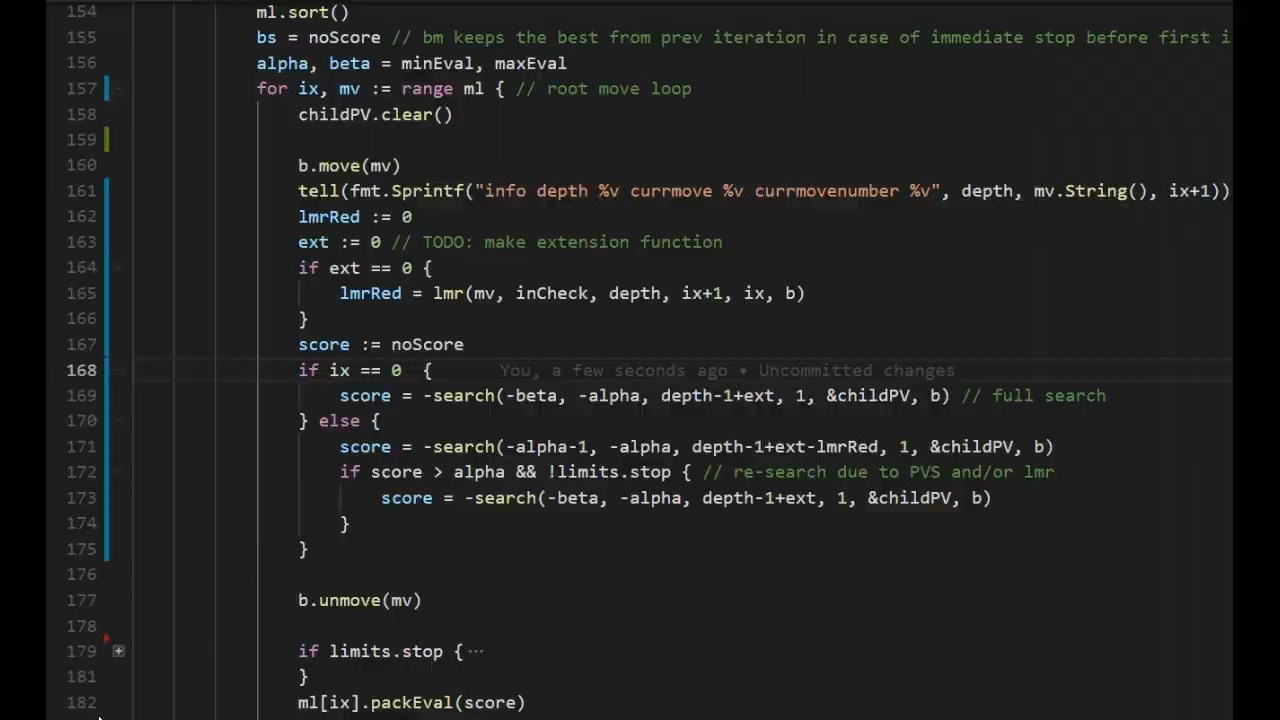 154 ml.sort()
155 bs = noScore // bm keeps the best from prev iteration in case of immediate stop before first i
156 alpha, beta = minEval, maxEval
157 for ix, mv := range ml { // root move loop
158 childPV.clear()
159
160 b.move(mv)
161 tell(fmt.Sprintf("info depth %v currmove %v currmovenumber %v", depth, mv.String(), ix+1))
162 lmrRed := 0
163 ext := 0 // TODO: make extension function
164 if ext == 0 {
165 lmrRed = lmr(mv, inCheck, depth, ix+1, ix, b)
166 }
167 score := noScore
168 if ix == 0  { You, a few seconds ago • Uncommitted changes
169 score = -search(-beta, -alpha, depth-1+ext, 1, &childPV, b) // full search
170 } else {
171 score = -search(-alpha-1, -alpha, depth-1+ext-lmrRed, 1, &childPV, b)
172 if score > alpha && !limits.stop { // re-search due to PVS and/or lmr
173 score = -search(-beta, -alpha, depth-1+ext, 1, &childPV, b)
174 }
175 }
176
177 b.unmove(mv)
178
179 if limits.stop { ···
181 }
182 ml[ix].packEval(score)